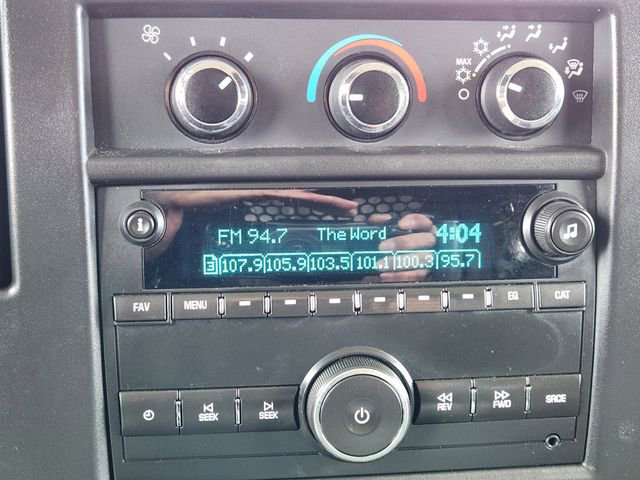 MAX
FM 94.7 The Word 4:04
3 107.9 105.9 103.5 101.1 100.3 95.7
FAV MENU EQ CAT
SEEK SEEK REV FWD SRCE